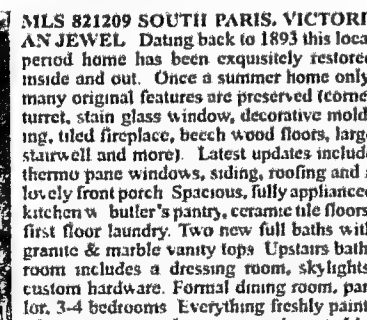 MLS 821209 SOUTH PARIS. VICTORI
AN JEWEL Dating back to 1893 this loca
period home has been exquisitely restore
inside and out. Once a summer home only
many original features are preserved (corne
turret, stain glass window, decorative mold
ing, tiled fireplace, beech wood floors, larg
stairwell and more). Latest updates includ
thermo pane windows, siding, roofing and
lovely front porch Spacious, fully appliance
kitchen w butler's pantry, ceramic tile floors
first floor laundry. Two new full baths wit
granite & marble vanity tops Upstairs bath
room includes a dressing room, skylights
custom hardware. Formal dining room, par
lor, 3-4 bedrooms Everything freshly paint